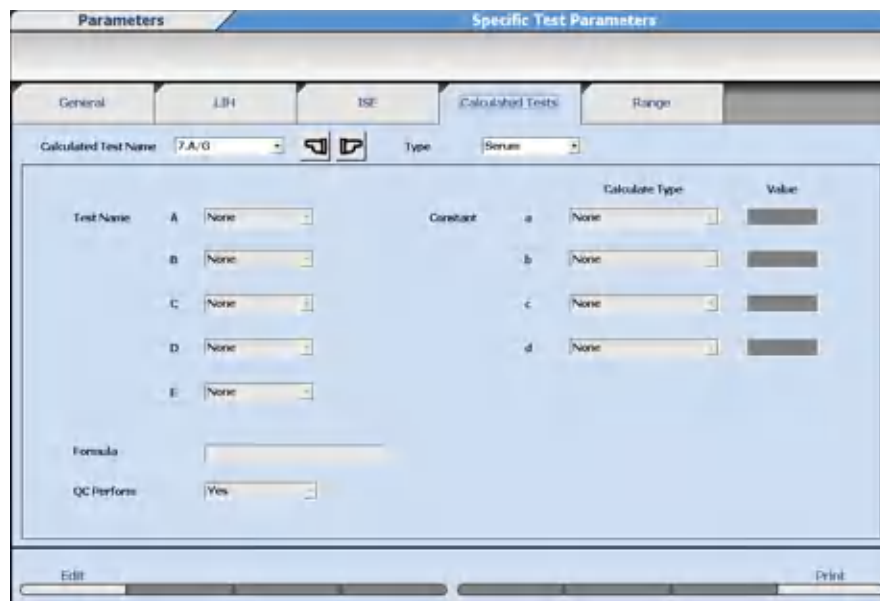 Parameters Specific Test Parameters
General LIH ISE Calculated Tests Range
Calculated Test Name 7.A/G Type Serum
Calculate Type Value
Test Name A None Constant a None
B None b None
C None c None
D None d None
E None
Formula
QC Perform Yes
Edit Print